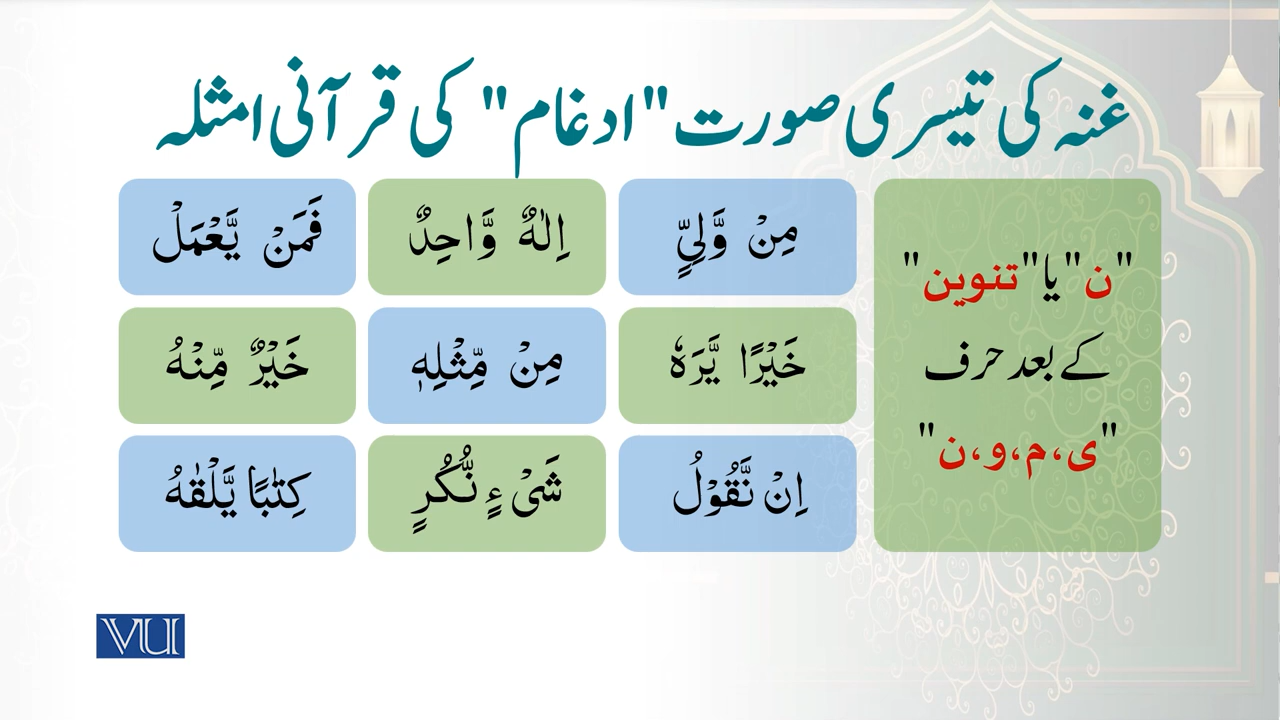 غنہ کی تیسری صورت "ادغام" کی قرآنی امثلہ
"ن" یا "تنوین"
کے بعد حرف
"ی، م، و، ن"
مِنْ وَّلِيٍّ
اِلٰهٌ وَّاحِدٌ
فَمَنْ يَّعْمَلْ
خَيْرًا يَّرَهٗ
مِنْ مِّثْلِهٖ
خَيْرٌ مِّنْهُ
اِنْ نَّقُوْلُ
شَیْءٍ نُّكُرٍ
كِتٰبًا يَّلْقٰهُ
VU